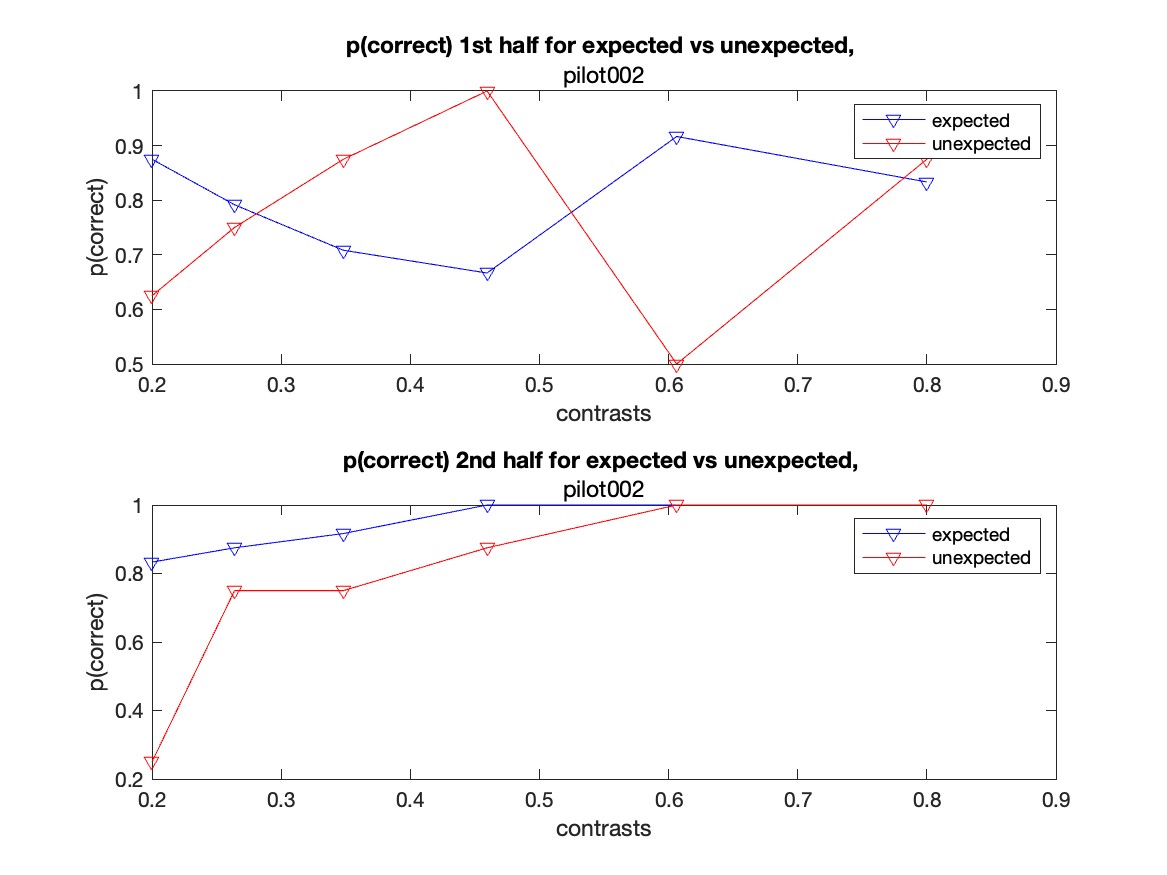 p(correct) 1st half for expected vs unexpected,
pilot002
1
0.9
0.8
0.7
0.6
0.5
p(correct)
expected
unexpected
0.2 0.3 0.4 0.5 0.6 0.7 0.8 0.9
contrasts
p(correct) 2nd half for expected vs unexpected,
pilot002
1
0.8
0.6
0.4
0.2
p(correct)
expected
unexpected
0.2 0.3 0.4 0.5 0.6 0.7 0.8 0.9
contrasts